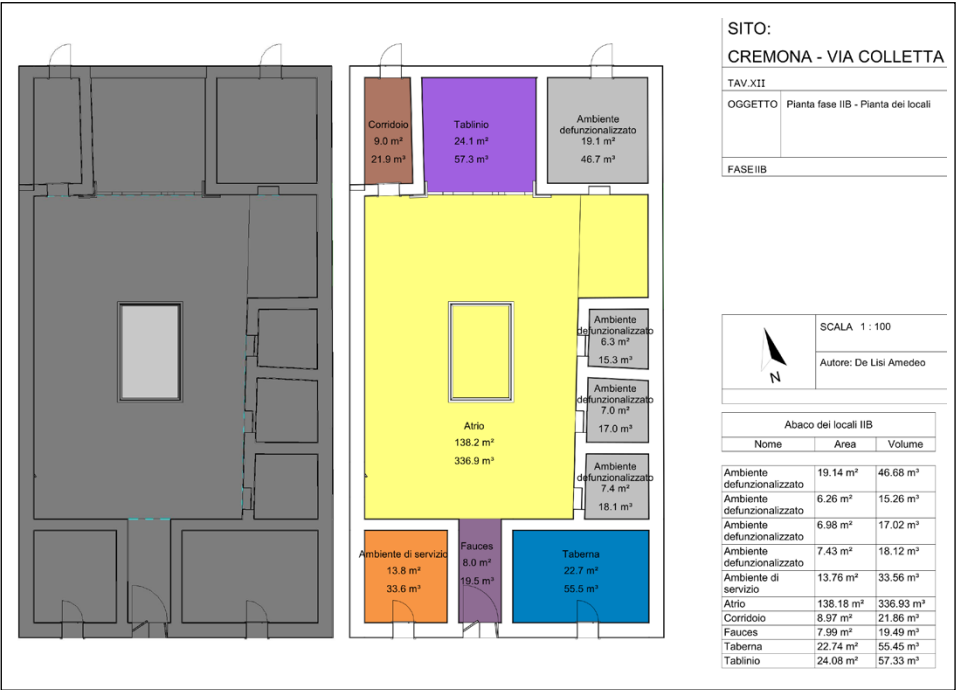 SITO:
CREMONA - VIA COLLETTA
TAV.XII
OGGETTO Pianta fase IIB - Pianta dei locali
FASE IIB
Corridoio
9.0 m²
21.9 m³
Tablinio
24.1 m²
57.3 m³
Ambiente
defunzionalizzato
19.1 m²
46.7 m³
Ambiente
defunzionalizzato
6.3 m²
15.3 m³
Ambiente
defunzionalizzato
7.0 m²
17.0 m³
Atrio
138.2 m²
336.9 m³
Ambiente
defunzionalizzato
7.4 m²
18.1 m³
Ambiente di servizio
13.8 m²
33.6 m³
Fauces
8.0 m²
19.5 m³
Taberna
22.7 m²
55.5 m³
N
SCALA 1 : 100
Autore: De Lisi Amedeo
Abaco dei locali IIB
Nome Area Volume
Ambiente defunzionalizzato 19.14 m² 46.68 m³
Ambiente defunzionalizzato 6.26 m² 15.26 m³
Ambiente defunzionalizzato 6.98 m² 17.02 m³
Ambiente defunzionalizzato 7.43 m² 18.12 m³
Ambiente di servizio 13.76 m² 33.56 m³
Atrio 138.18 m² 336.93 m³
Corridoio 8.97 m² 21.86 m³
Fauces 7.99 m² 19.49 m³
Taberna 22.74 m² 55.45 m³
Tablinio 24.08 m² 57.33 m³